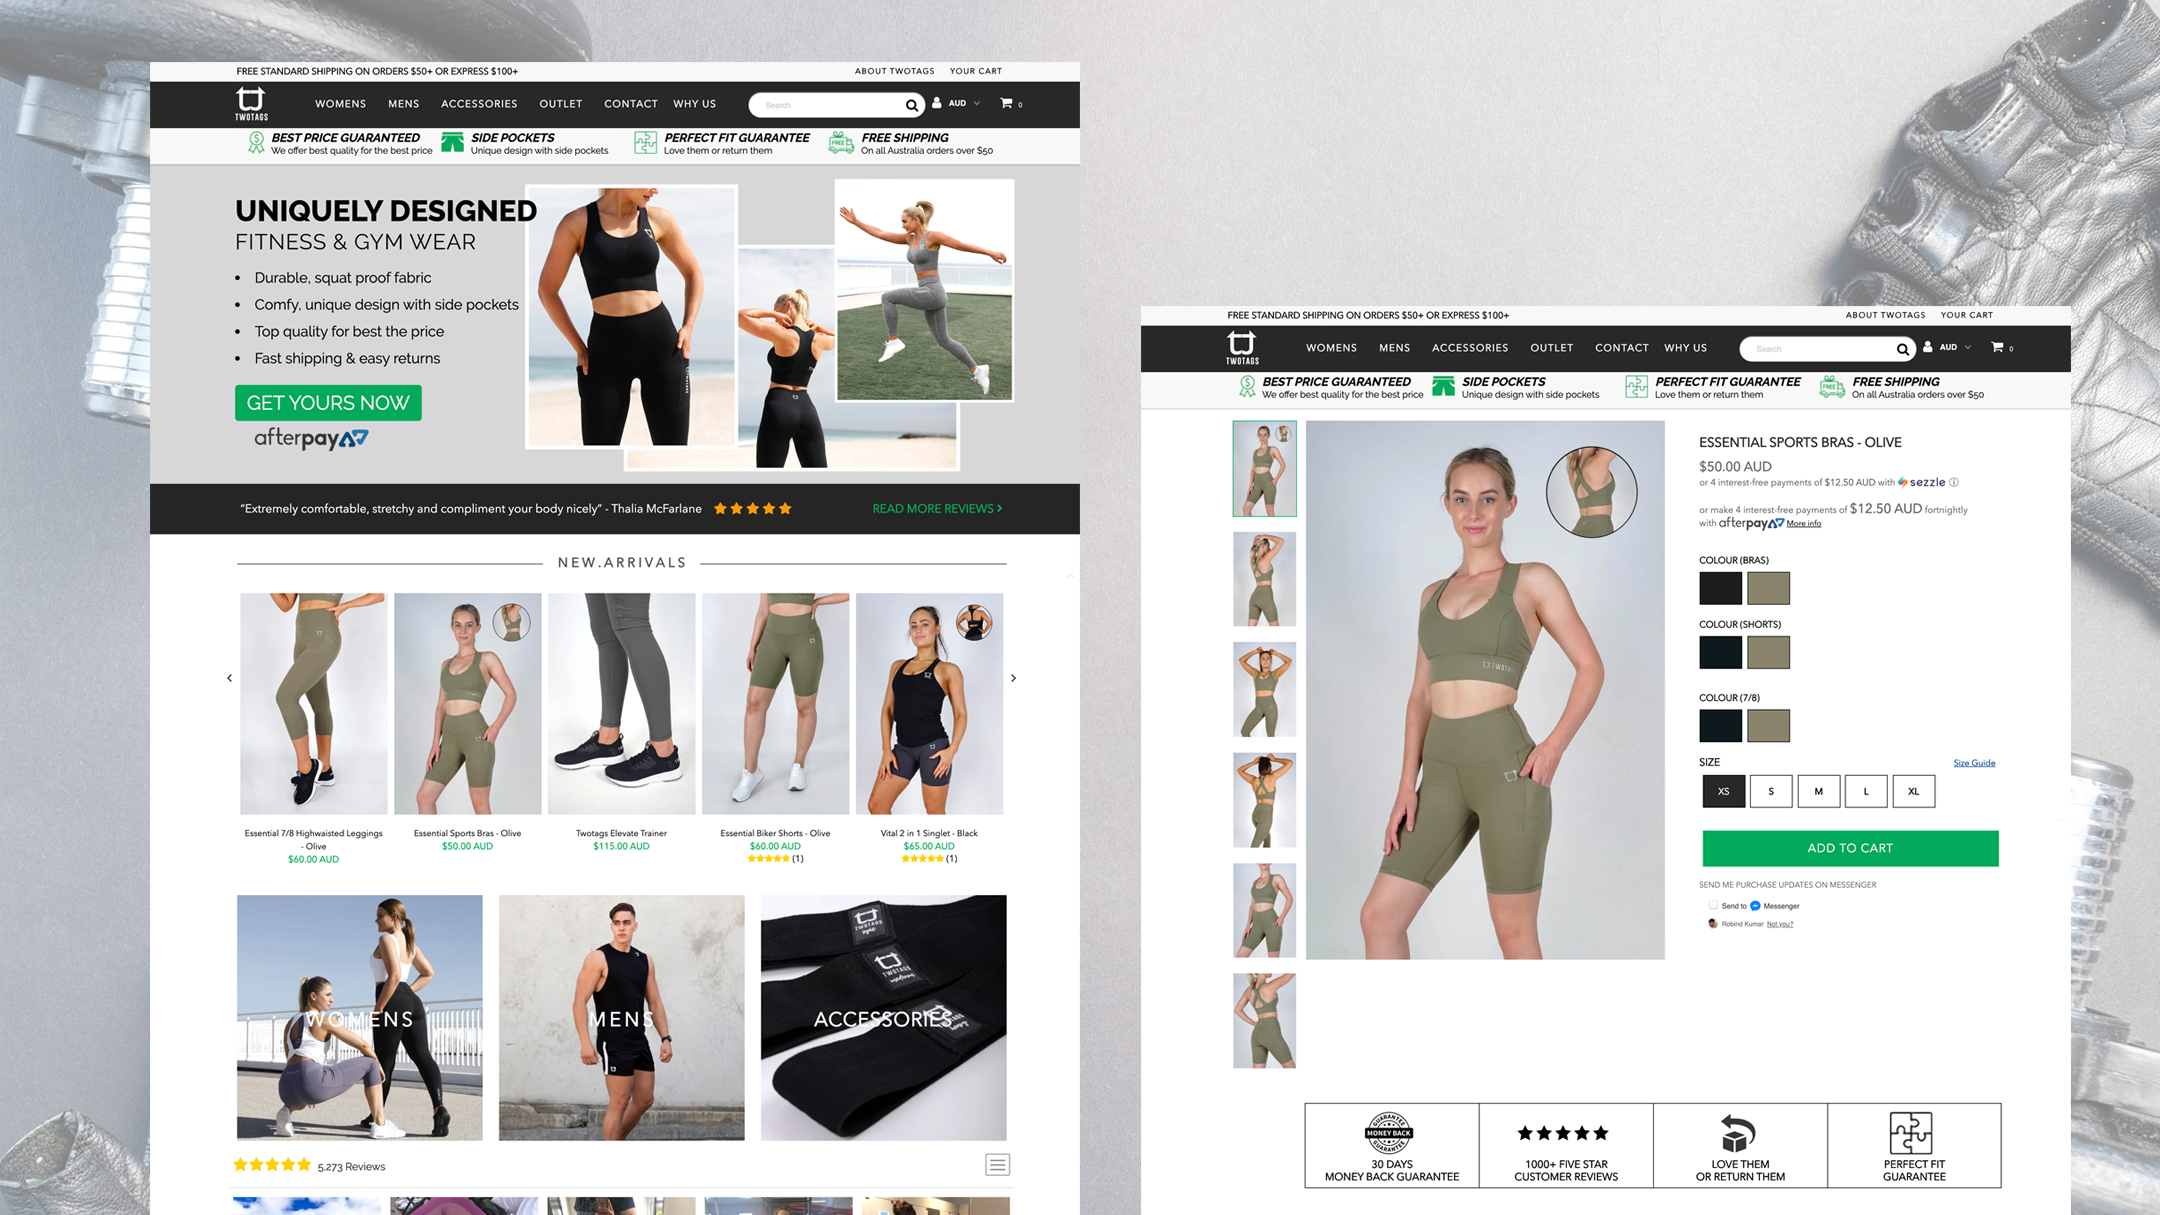 FREE STANDARD SHIPPING ON ORDERS $50+ OR EXPRESS $100+
ABOUT TWOTAGS YOUR CART
TWOTAGS
WOMENS MENS ACCESSORIES OUTLET CONTACT WHY US
Search
AUD
0
BEST PRICE GUARANTEED
We offer best quality for the best price
SIDE POCKETS
Unique design with side pockets
PERFECT FIT GUARANTEE
Love them or return them
FREE
FREE SHIPPING
On all Australia orders over $50
UNIQUELY DESIGNED
FITNESS & GYM WEAR
• Durable, squat proof fabric
• Comfy, unique design with side pockets
• Top quality for best the price
• Fast shipping & easy returns
GET YOURS NOW
afterpay
"Extremely comfortable, stretchy and compliment your body nicely" - Thalia McFarlane
READ MORE REVIEWS >
NEW.ARRIVALS
Essential 7/8 Highwaisted Leggings
- Olive
$60.00 AUD
Essential Sports Bras - Olive
$50.00 AUD
Twotags Elevate Trainer
$115.00 AUD
Essential Biker Shorts - Olive
$60.00 AUD
(1)
Vital 2 in 1 Singlet - Black
$65.00 AUD
(1)
WOMENS
MENS
TWOTAGS
TWOTAGS
ACCESSORIES
5,273 Reviews
FREE STANDARD SHIPPING ON ORDERS $50+ OR EXPRESS $100+
ABOUT TWOTAGS YOUR CART
TWOTAGS
WOMENS MENS ACCESSORIES OUTLET CONTACT WHY US
Search
AUD
0
BEST PRICE GUARANTEED
We offer best quality for the best price
SIDE POCKETS
Unique design with side pockets
PERFECT FIT GUARANTEE
Love them or return them
FREE
FREE SHIPPING
On all Australia orders over $50
ESSENTIAL SPORTS BRAS - OLIVE
$50.00 AUD
or 4 interest-free payments of $12.50 AUD with sezzle
or make 4 interest-free payments of $12.50 AUD fortnightly
with afterpay More info
COLOUR (BRAS)
COLOUR (SHORTS)
COLOUR (7/8)
SIZE
Size Guide
XS S M L XL
ADD TO CART
SEND ME PURCHASE UPDATES ON MESSENGER
Send to Messenger
Robind Kumar Not you?
GUARANTEE
MONEY BACK
GUARANTEE
30 DAYS
MONEY BACK GUARANTEE
1000+ FIVE STAR
CUSTOMER REVIEWS
LOVE THEM
OR RETURN THEM
PERFECT FIT
GUARANTEE